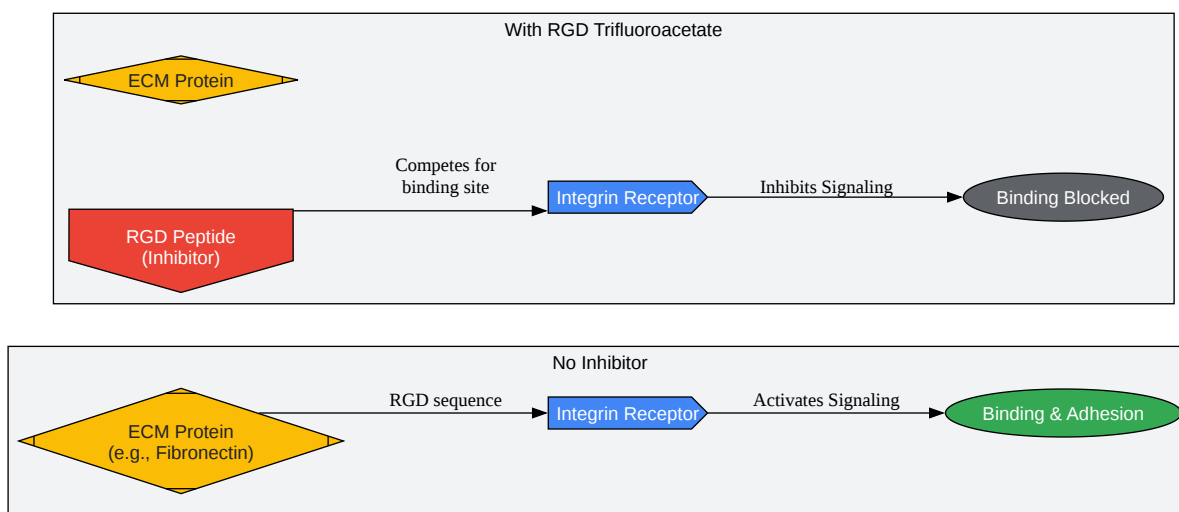 With RGD Trifluoroacetate
ECM Protein
Competes for
binding site
Integrin Receptor
Inhibits Signaling
Binding Blocked
RGD Peptide
(Inhibitor)
No Inhibitor
ECM Protein
(e.g., Fibronectin)
RGD sequence
Integrin Receptor
Activates Signaling
Binding & Adhesion